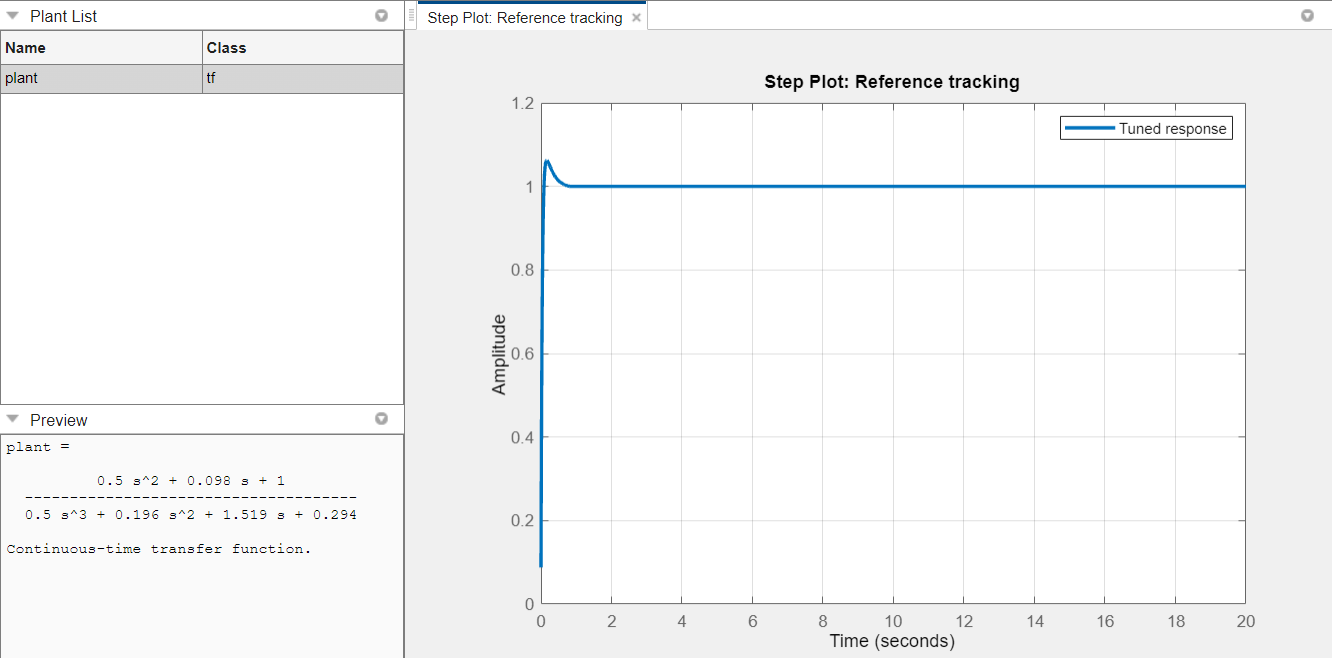 Plant List
Name Class
plant tf
Preview
plant =
0.5 s^2 + 0.098 s + 1
-------------------------------------
0.5 s^3 + 0.196 s^2 + 1.519 s + 0.294
Continuous-time transfer function.
Step Plot: Reference tracking ×
Step Plot: Reference tracking
Tuned response
Amplitude
1.2
1
0.8
0.6
0.4
0.2
0
0 2 4 6 8 10 12 14 16 18 20
Time (seconds)